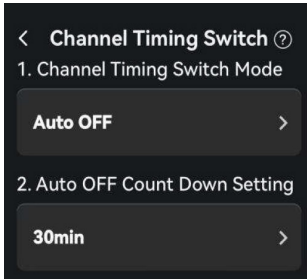 Channel Timing Switch
1. Channel Timing Switch Mode
Auto OFF
2. Auto OFF Count Down Setting
30min